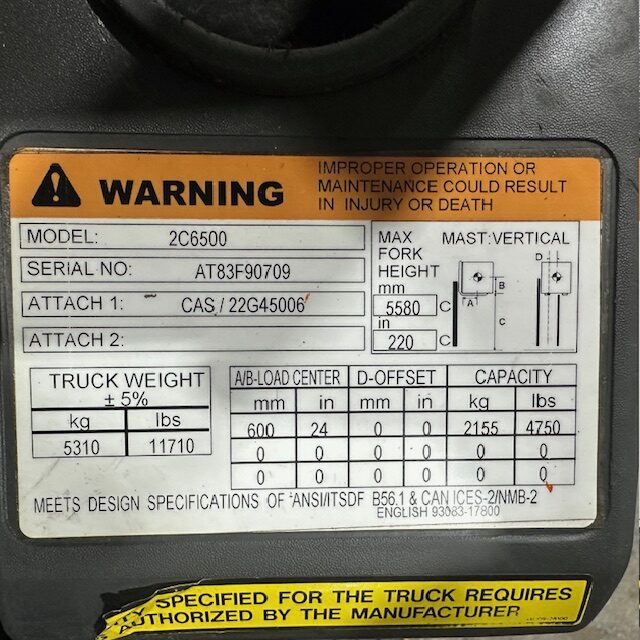 WARNING
IMPROPER OPERATION OR
MAINTENANCE COULD RESULT
IN INJURY OR DEATH
MODEL: 2C6500
SERIAL NO: AT83F90709
ATTACH 1: CAS / 22G45006
ATTACH 2:
MAX FORK HEIGHT
MAST:VERTICAL
mm
5580 C
in
220 C
A
B
C
D
TRUCK WEIGHT
± 5%
kg lbs
5310 11710
A/B-LOAD CENTER D-OFFSET CAPACITY
mm in mm in kg lbs
600 24 0 0 2155 4750
0 0 0 0 0 0
0 0 0 0 0 0
MEETS DESIGN SPECIFICATIONS OF ANSI/ITSDF B56.1 & CAN ICES-2/NMB-2
ENGLISH 93083-17800
SPECIFIED FOR THE TRUCK REQUIRES
AUTHORIZED BY THE MANUFACTURER